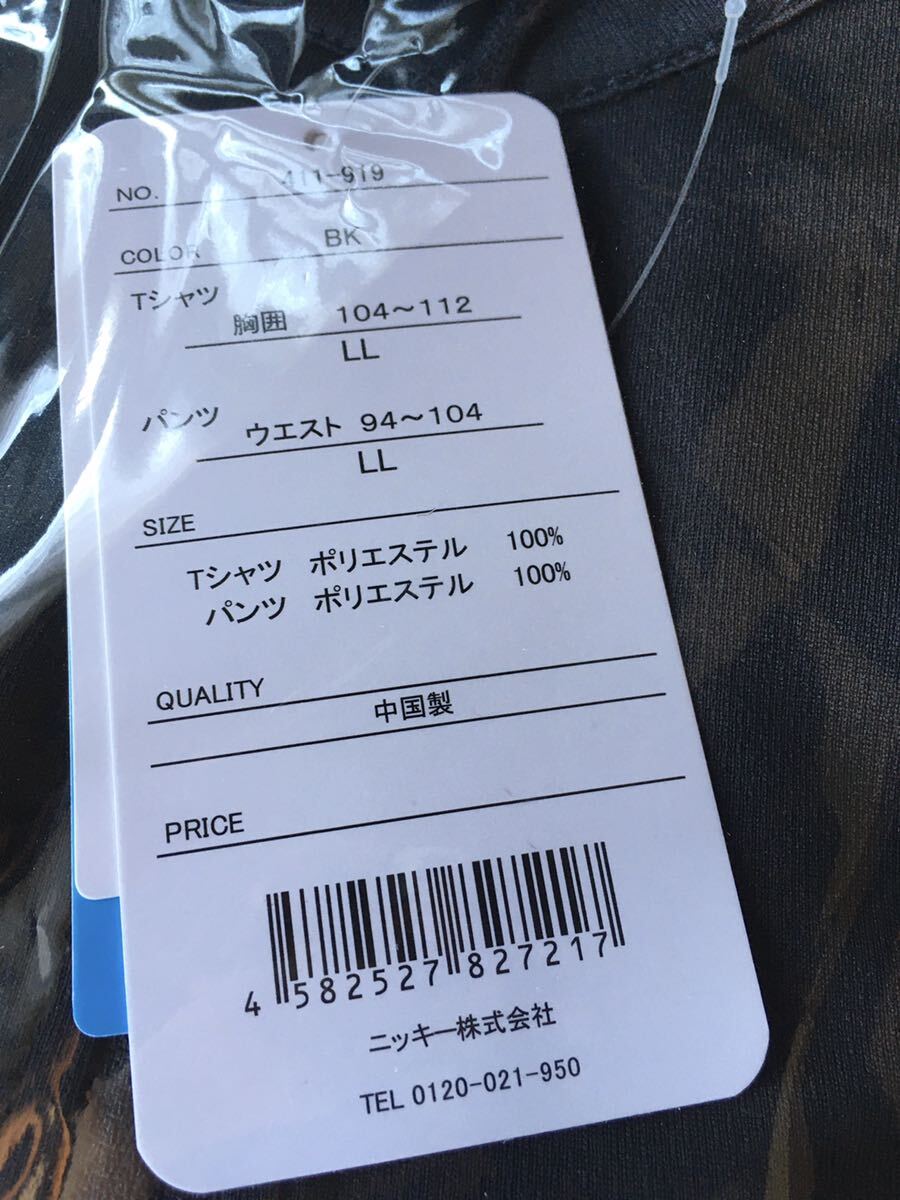 NO. 411-919
COLOR BK
Tシャツ
胸囲 104～112
LL
パンツ
ウエスト 94～104
LL
SIZE
Tシャツ ポリエステル 100%
パンツ ポリエステル 100%
QUALITY
中国製
PRICE
4 582527 827217
ニッキー株式会社
TEL 0120-021-950